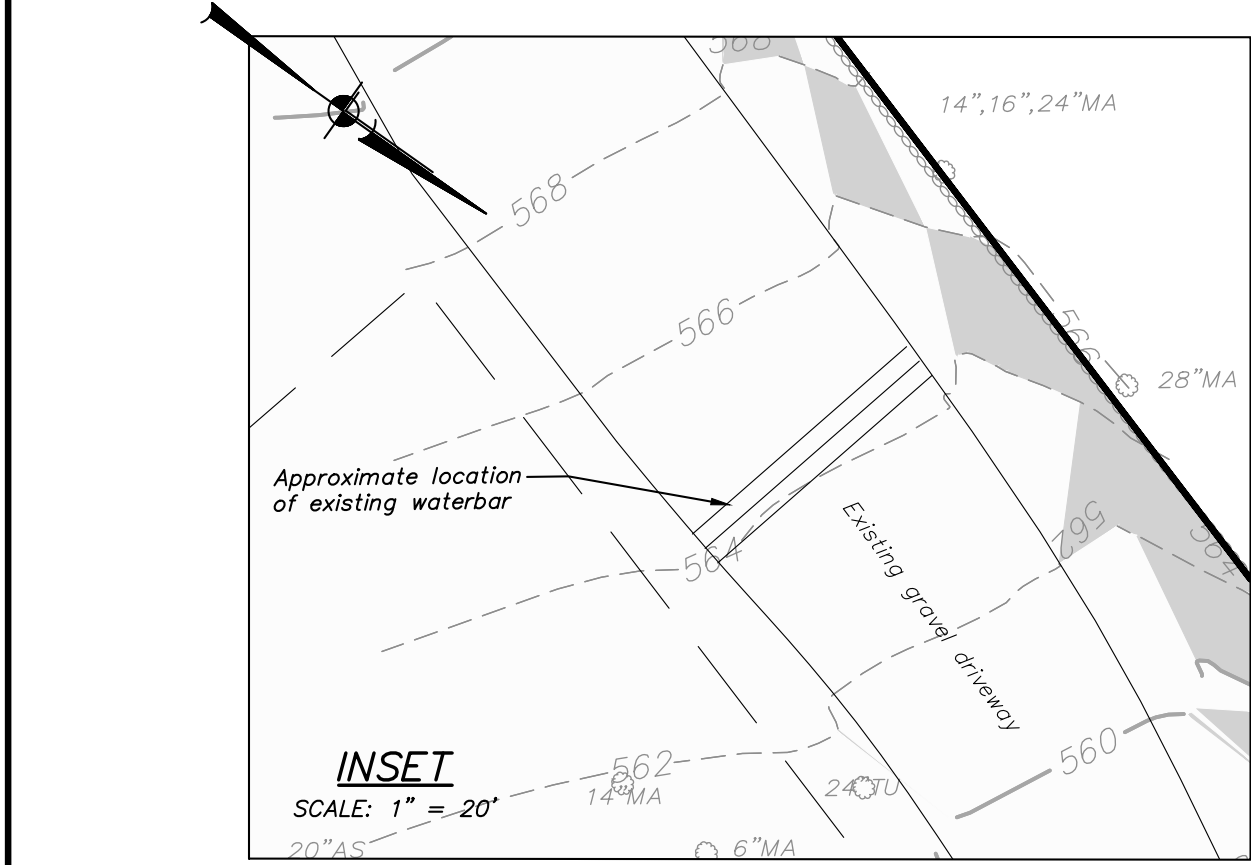 568
14”,16”,24”MA
568
566
566
28”MA
Approximate location
of existing waterbar
562
564
564
Existing gravel driveway
560
INSET
562
14”MA
24”TU
SCALE: 1” = 20’
20”AS
6”MA